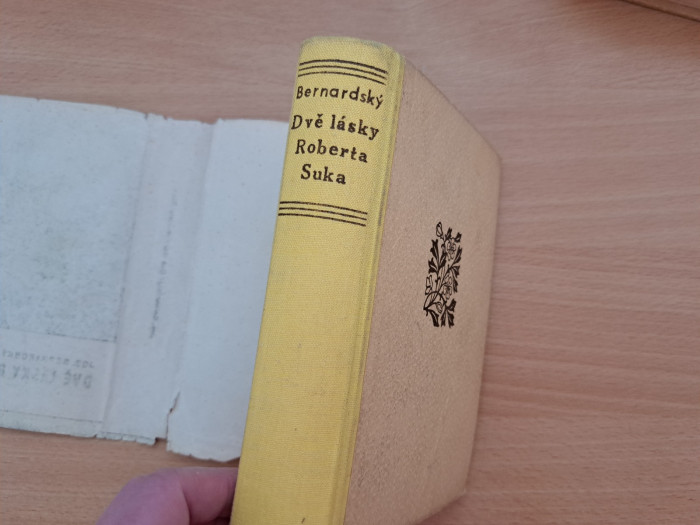 Bernardský
Dvě lásky
Roberta
Suka